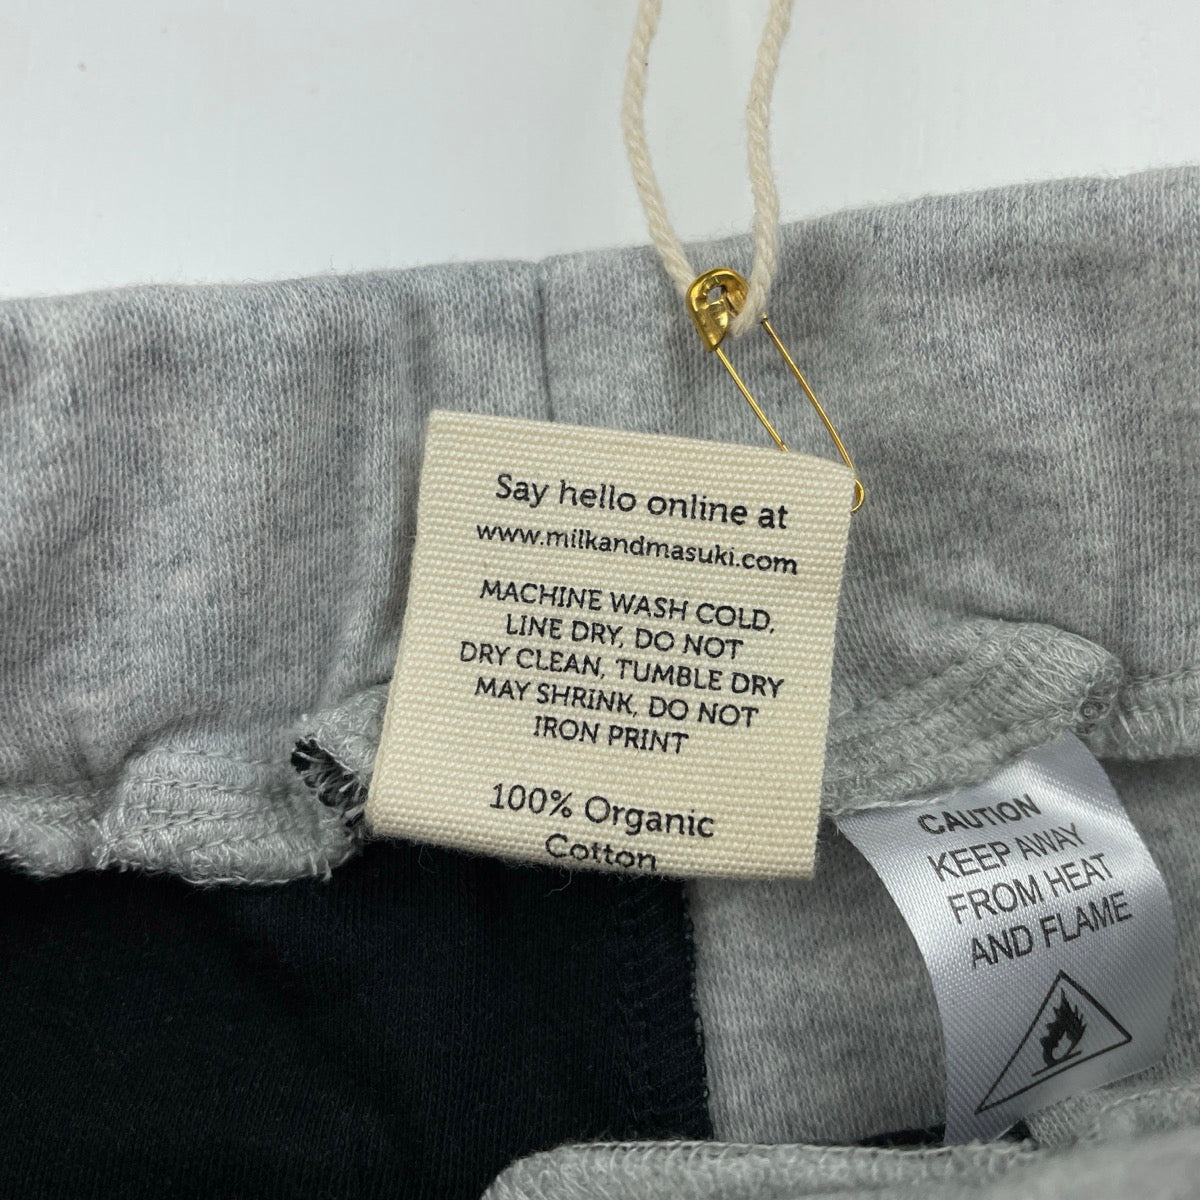 Say hello online at
www.milkandmasuki.com
MACHINE WASH COLD,
LINE DRY, DO NOT
DRY CLEAN, TUMBLE DRY
MAY SHRINK, DO NOT
IRON PRINT
100% Organic
Cotton
CAUTION
KEEP AWAY
FROM HEAT
AND FLAME